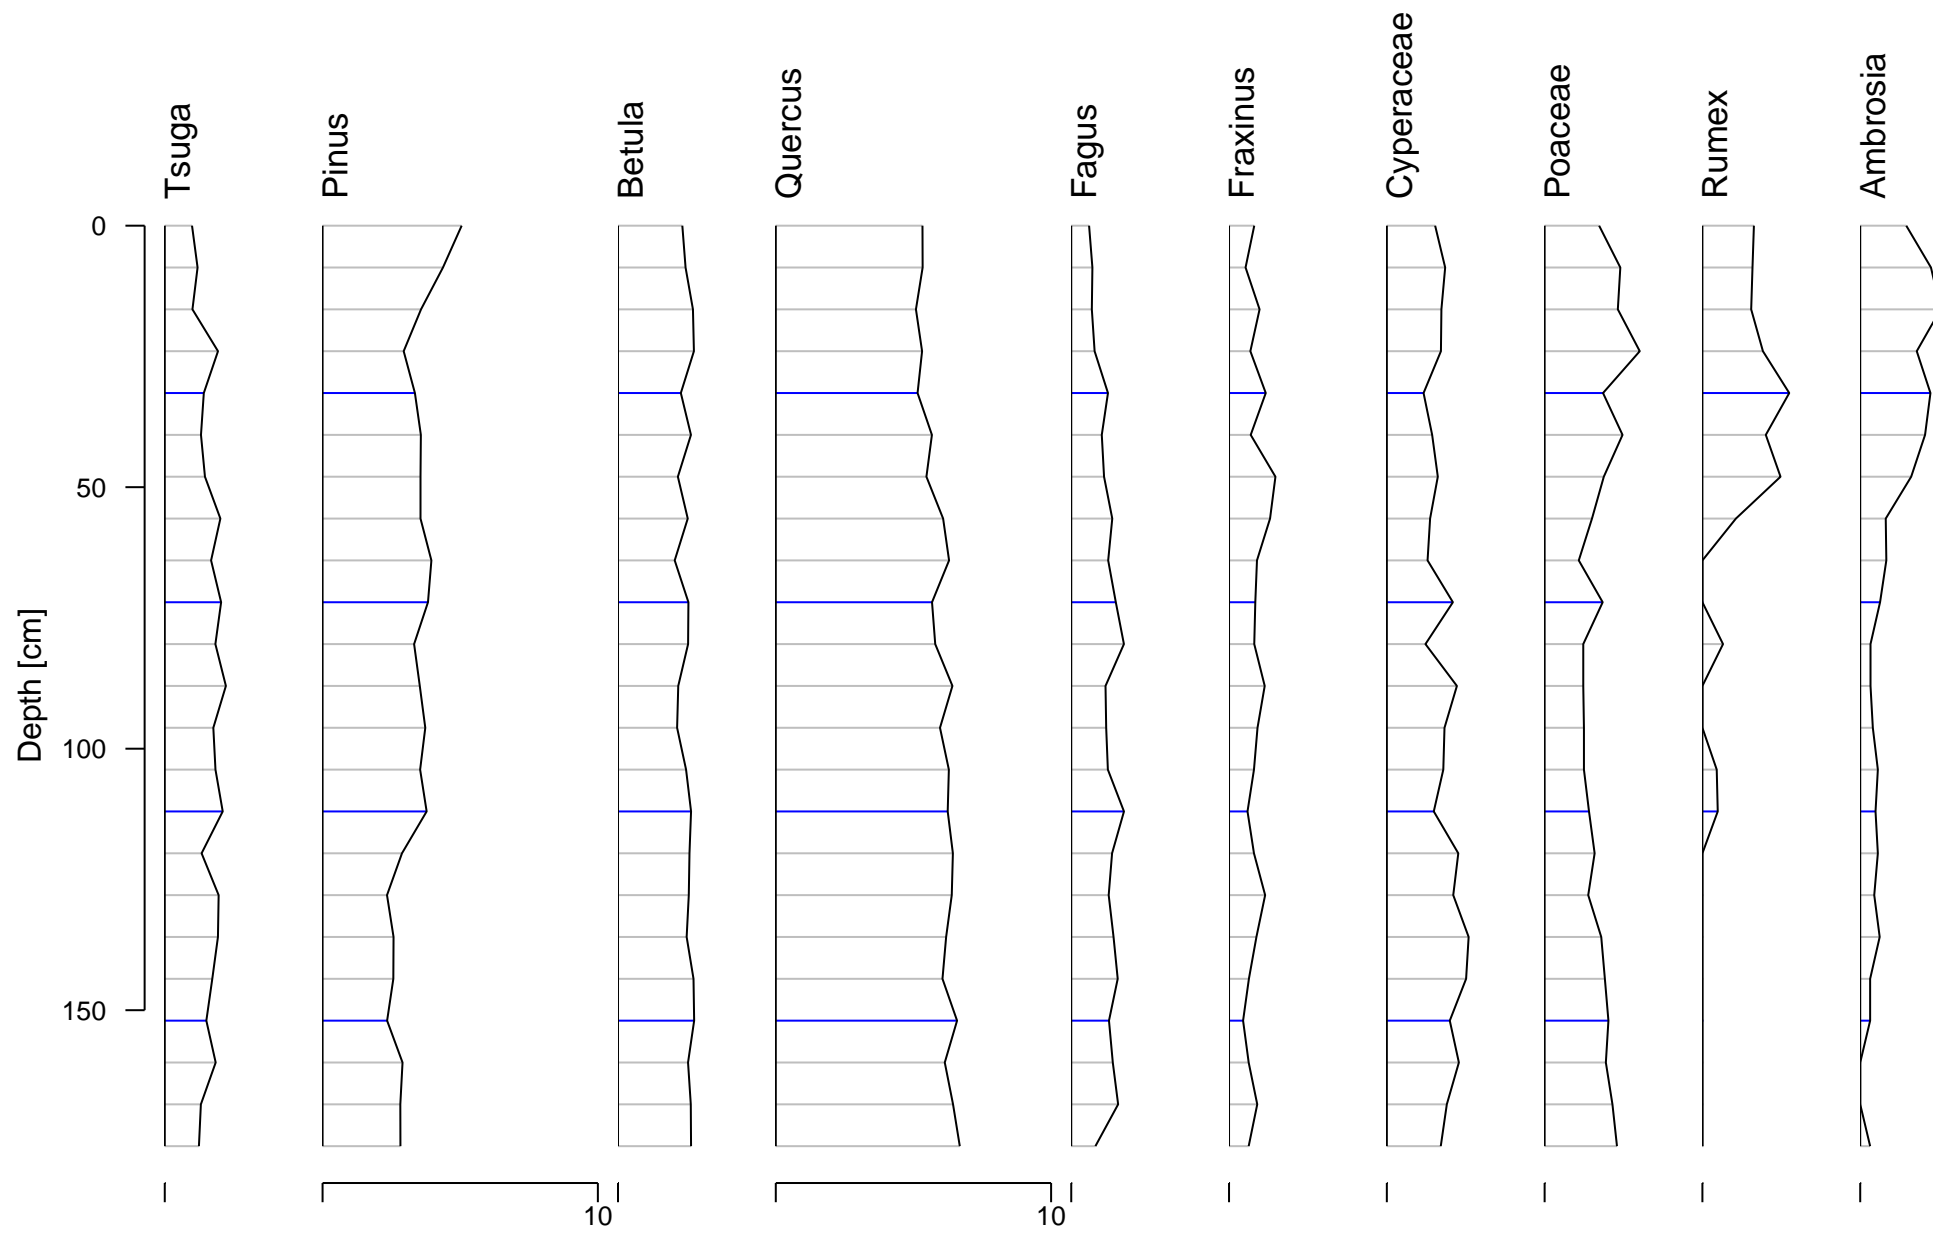 Tsuga
Pinus
Betula
Quercus
Fagus
Fraxinus
Cyperaceae
Poaceae
Rumex
Ambrosia
Depth [cm]
0
50
100
150
10
10